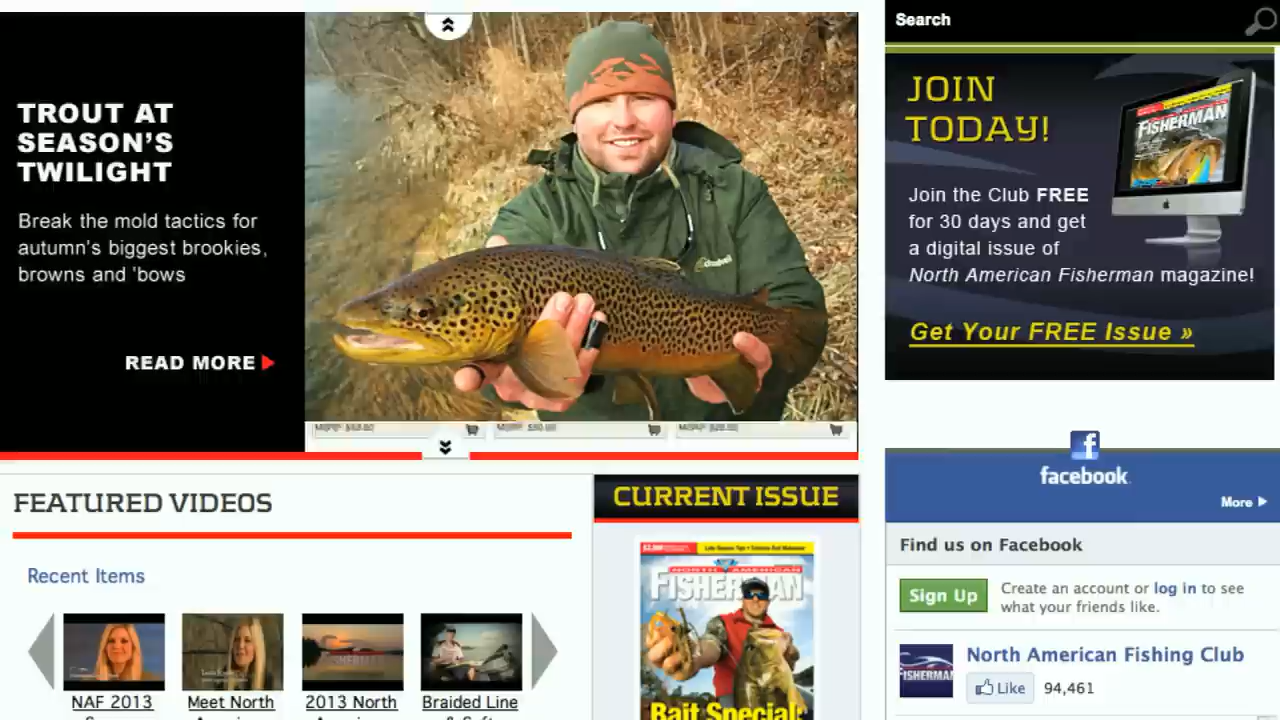 Search
TROUT AT
SEASON'S
TWILIGHT
Break the mold tactics for
autumn's biggest brookies,
browns and 'bows
READ MORE
JOIN
TODAY!
FISHERMAN
Join the Club FREE
for 30 days and get
a digital issue of
North American Fisherman magazine!
Get Your FREE Issue »
FEATURED VIDEOS
Recent Items
NAF 2013
Meet North
2013 North
Braided Line
CURRENT ISSUE
NORTH AMERICAN
FISHERMAN
Bait Special:
facebook
More
Find us on Facebook
Sign Up
Create an account or log in to see
what your friends like.
FISHERMAN
North American Fishing Club
Like
94,461